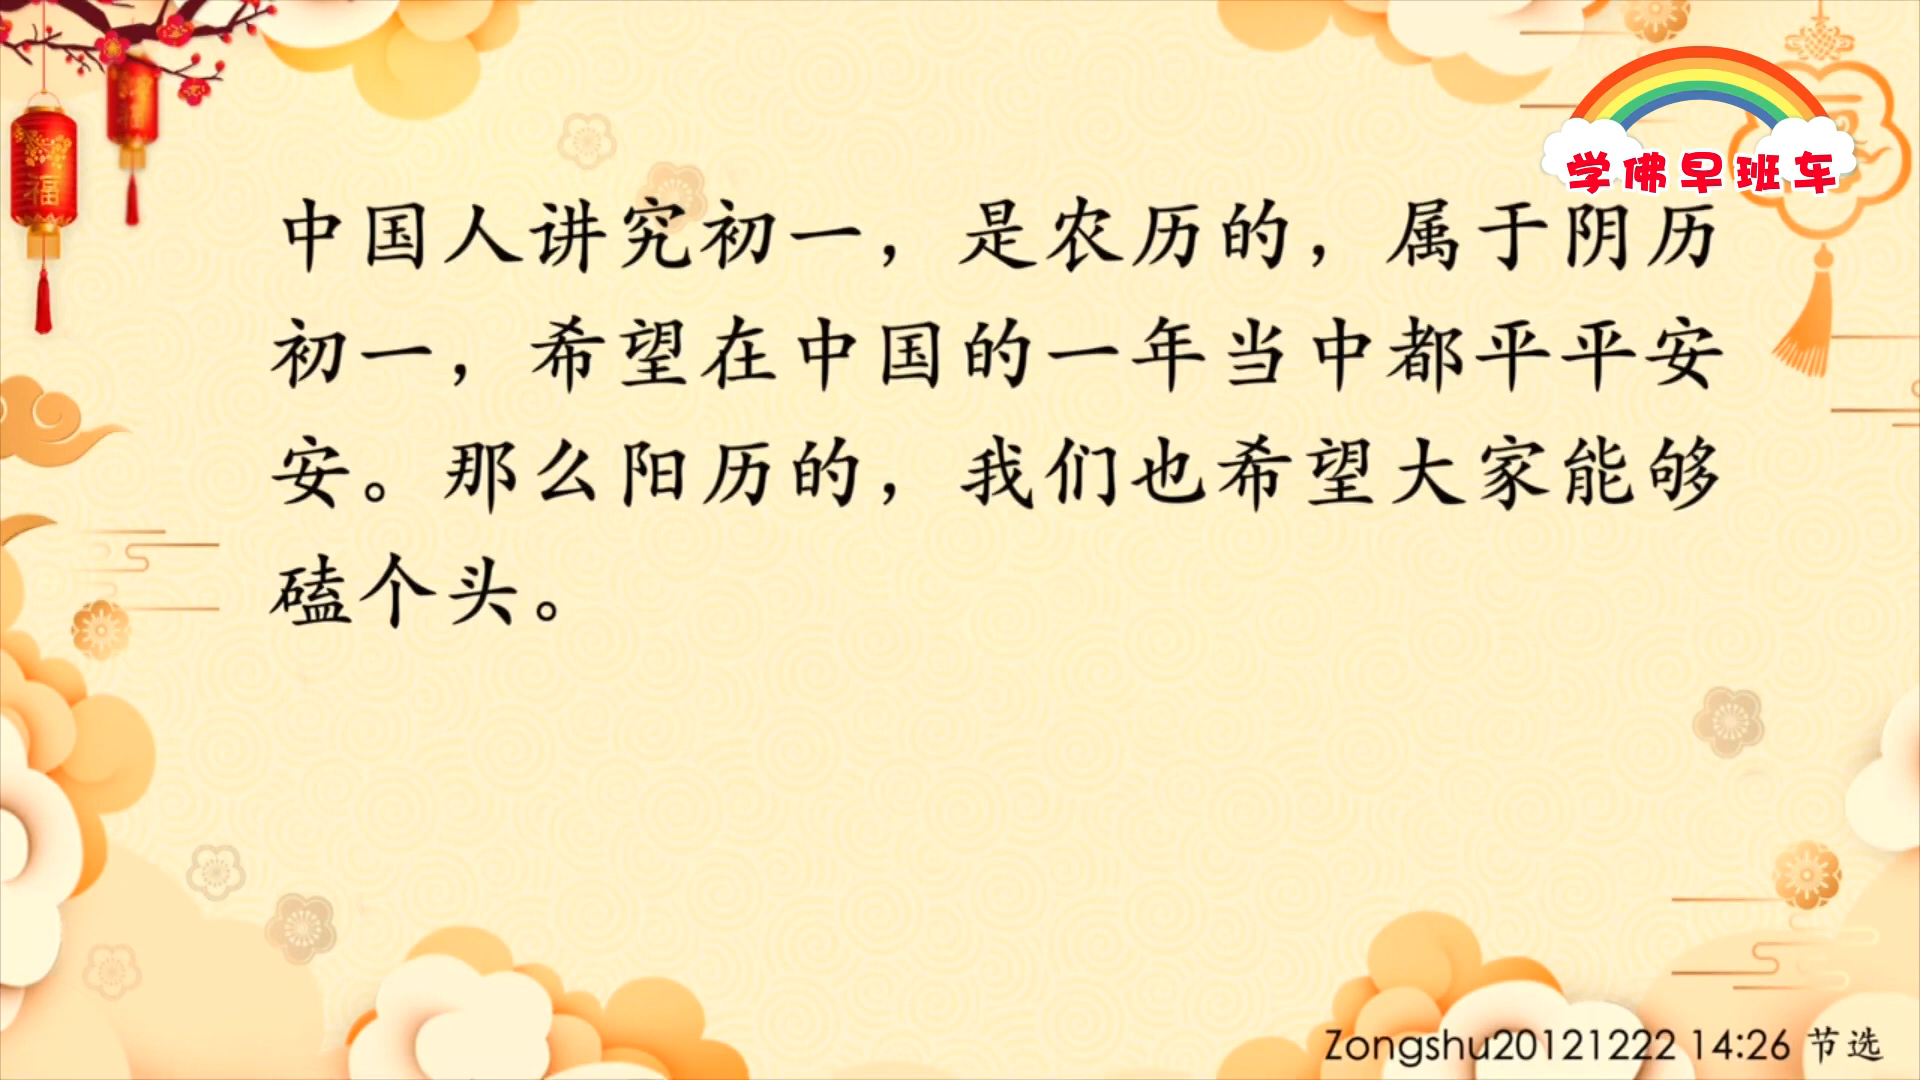 学佛早班车
中国人讲究初一，是农历的，属于阴历
初一，希望在中国的一年当中都平平安
安。那么阳历的，我们也希望大家能够
磕个头。
福
Zongshu20121222 14:26 节选